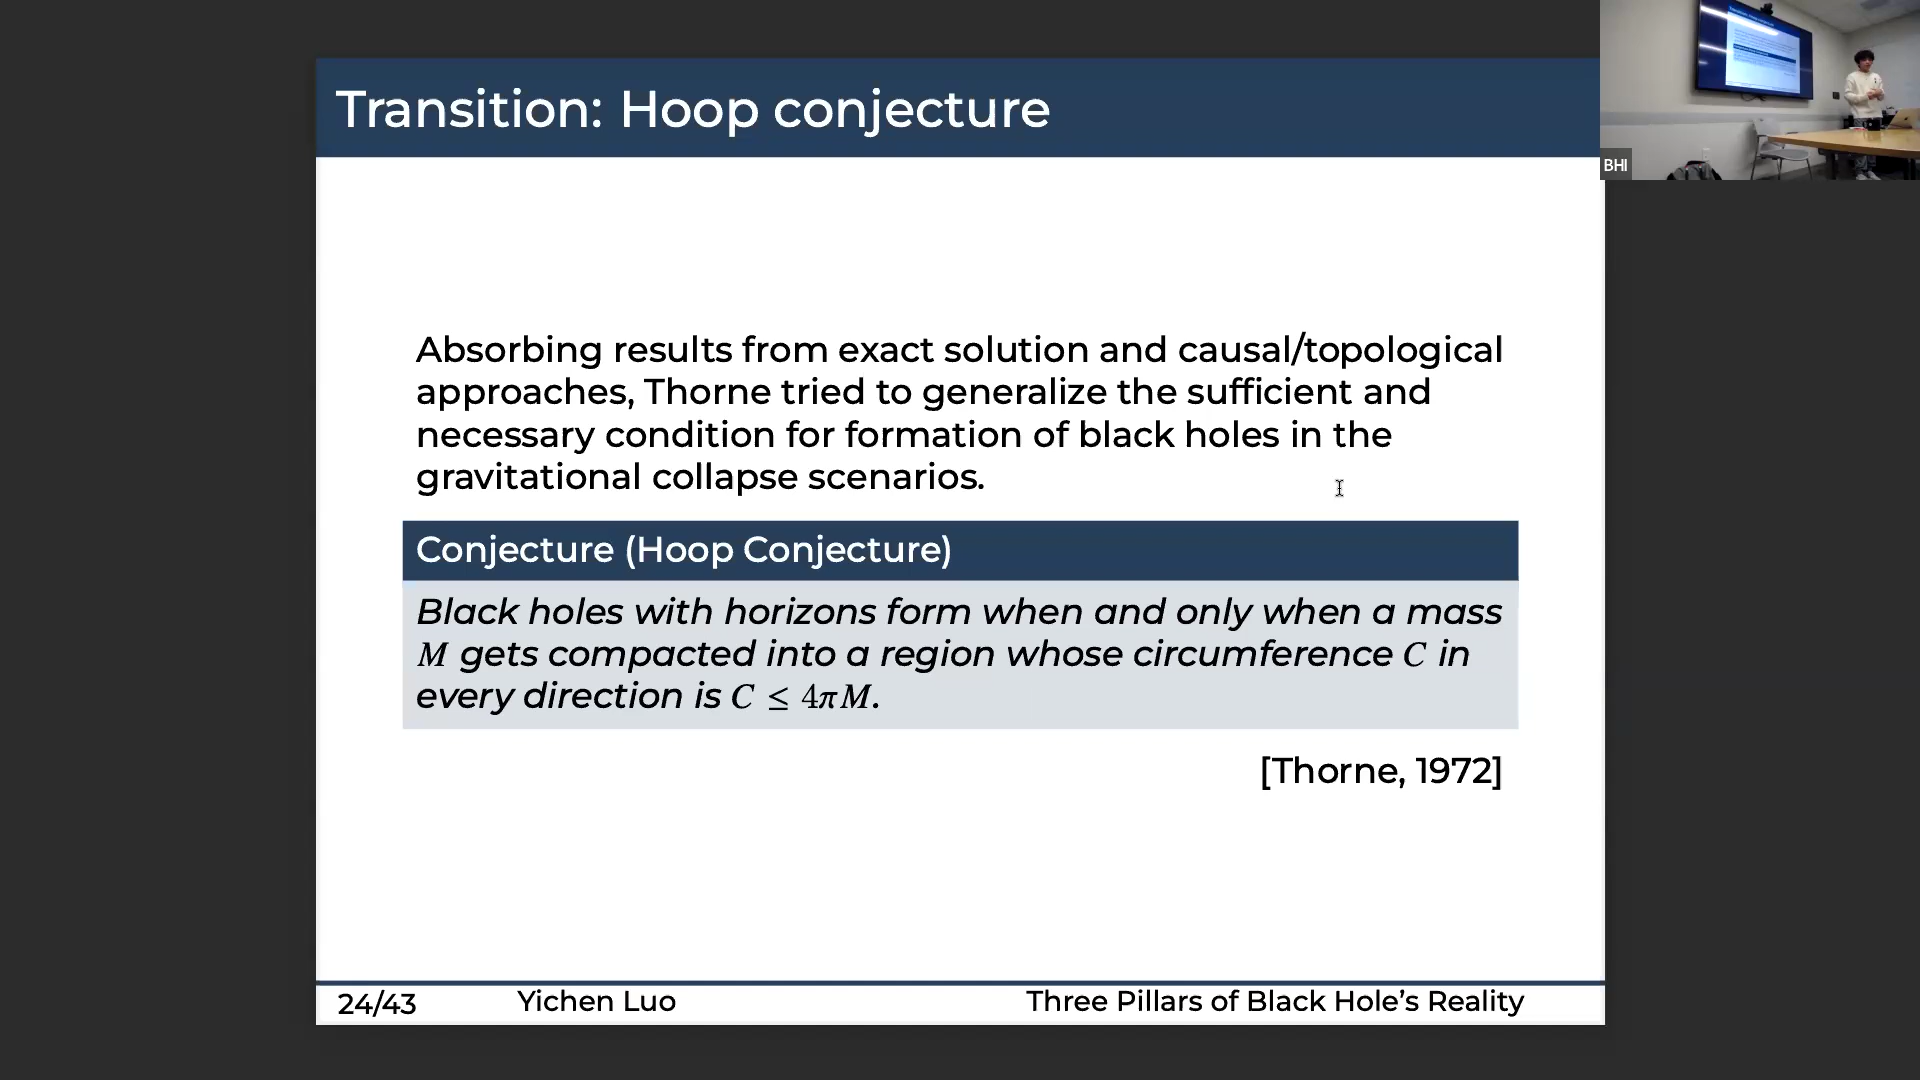 Transition: Hoop conjecture
BHI
Absorbing results from exact solution and causal/topological
approaches, Thorne tried to generalize the sufficient and
necessary condition for formation of black holes in the
gravitational collapse scenarios.
Conjecture (Hoop Conjecture)
Black holes with horizons form when and only when a mass
M gets compacted into a region whose circumference C in
every direction is C ≤ 4πM.
[Thorne, 1972]
24/43 Yichen Luo Three Pillars of Black Hole’s Reality